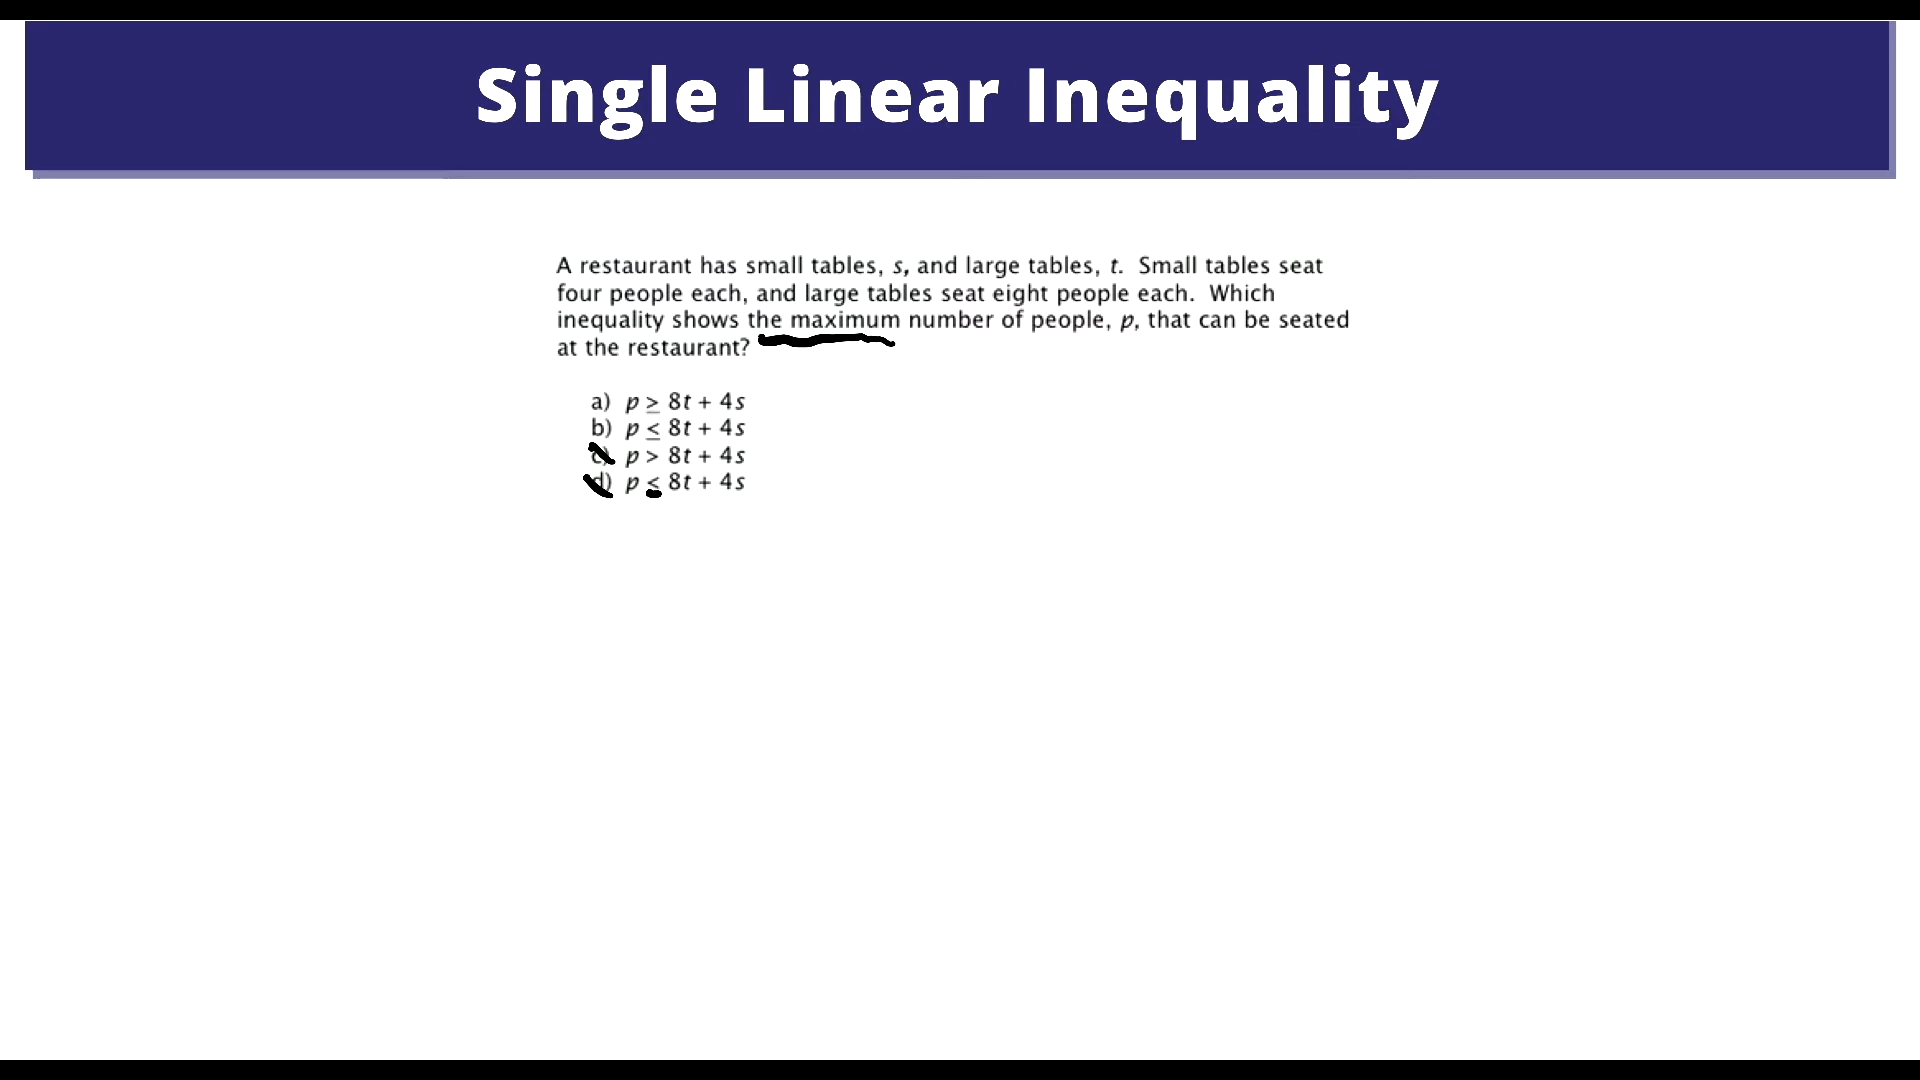 Single Linear Inequality
A restaurant has small tables, s, and large tables, t. Small tables seat
four people each, and large tables seat eight people each. Which
inequality shows the maximum number of people, p, that can be seated
at the restaurant?
a) p ≥ 8t + 4s
b) p ≤ 8t + 4s
c) p > 8t + 4s
d) p < 8t + 4s